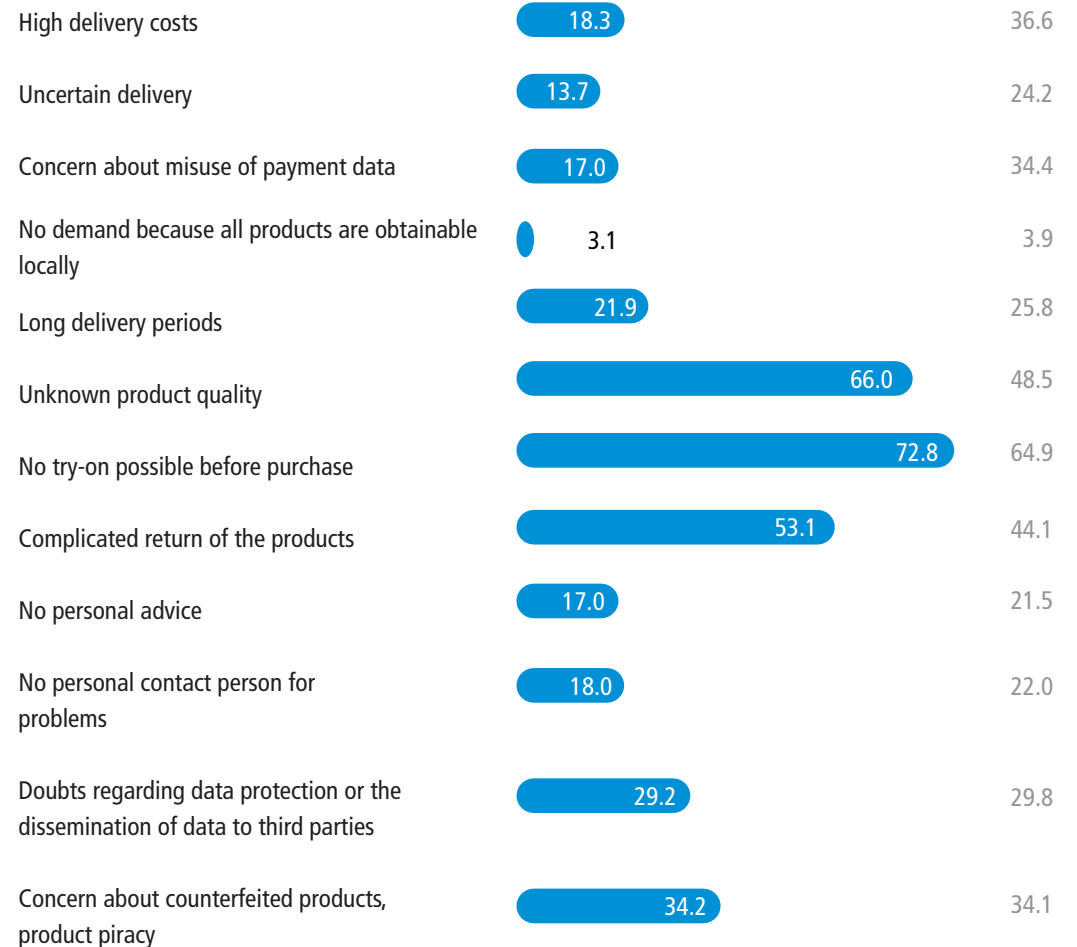 High delivery costs 18.3 36.6
Uncertain delivery 13.7 24.2
Concern about misuse of payment data 17.0 34.4
No demand because all products are obtainable
locally 3.1 3.9
Long delivery periods 21.9 25.8
Unknown product quality 66.0 48.5
No try-on possible before purchase 72.8 64.9
Complicated return of the products 53.1 44.1
No personal advice 17.0 21.5
No personal contact person for
problems 18.0 22.0
Doubts regarding data protection or the
dissemination of data to third parties 29.2 29.8
Concern about counterfeited products,
product piracy 34.2 34.1